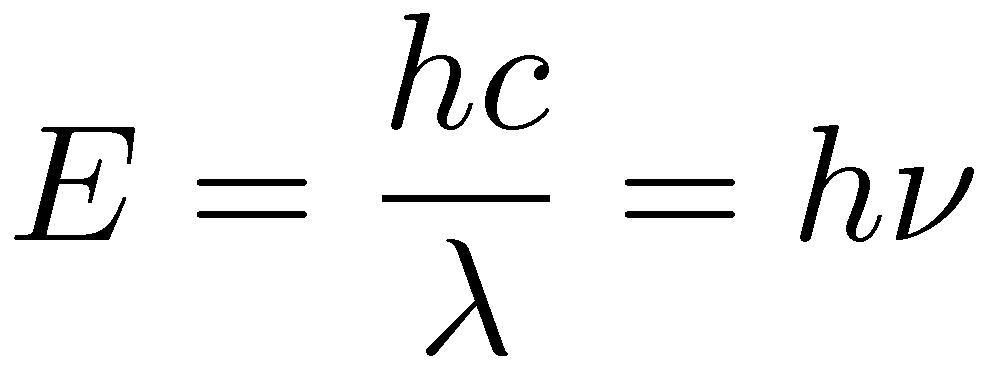 E = hc/λ = hν